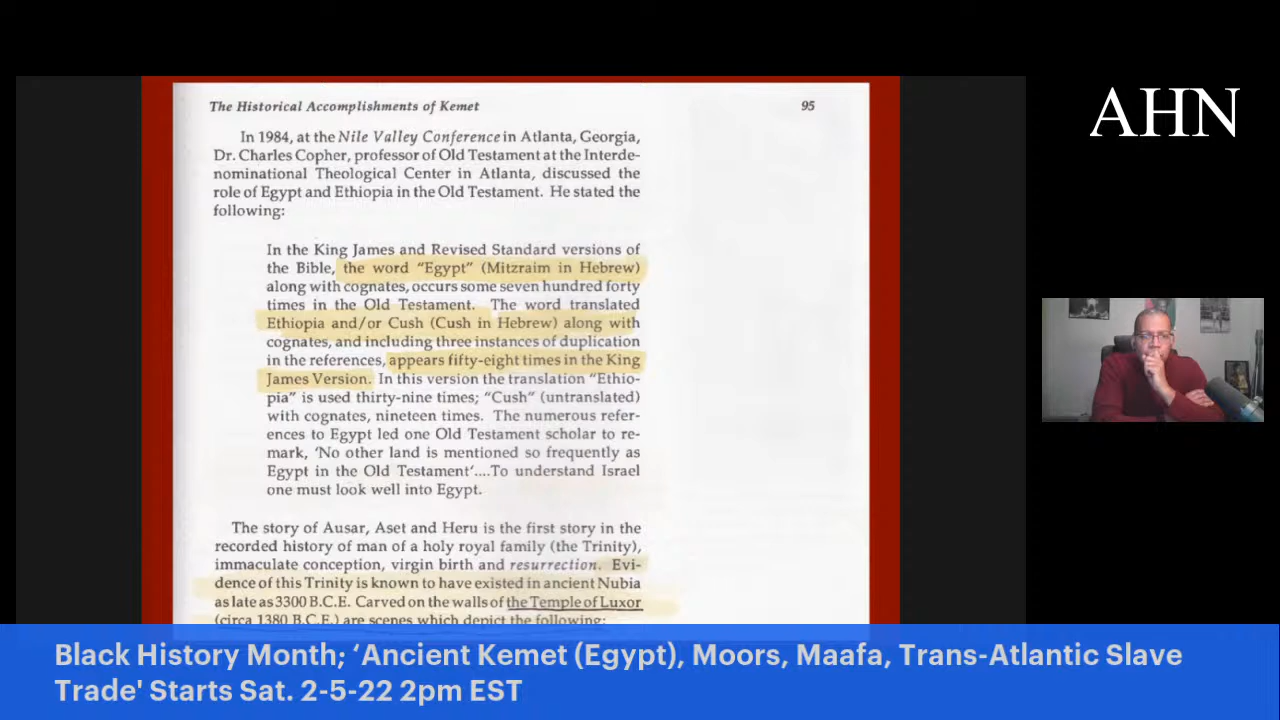 The Historical Accomplishments of Kemet 95
In 1984, at the Nile Valley Conference in Atlanta, Georgia,
Dr. Charles Copher, professor of Old Testament at the Interde-
nominational Theological Center in Atlanta, discussed the
role of Egypt and Ethiopia in the Old Testament. He stated the
following:
In the King James and Revised Standard versions of
the Bible, the word "Egypt" (Mitzraim in Hebrew)
along with cognates, occurs some seven hundred forty
times in the Old Testament. The word translated
Ethiopia and/or Cush (Cush in Hebrew) along with
cognates, and including three instances of duplication
in the references, appears fifty-eight times in the King
James Version. In this version the translation "Ethio-
pia" is used thirty-nine times; "Cush" (untranslated)
with cognates, nineteen times. The numerous refer-
ences to Egypt led one Old Testament scholar to re-
mark, 'No other land is mentioned so frequently as
Egypt in the Old Testament'....To understand Israel
one must look well into Egypt.
The story of Ausar, Aset and Heru is the first story in the
recorded history of man of a holy royal family (the Trinity),
immaculate conception, virgin birth and resurrection. Evi-
dence of this Trinity is known to have existed in ancient Nubia
as late as 3300 B.C.E. Carved on the walls of the Temple of Luxor
(circa 1380 B.C.E.) are scenes which depict the following:
AHN
Black History Month; ‘Ancient Kemet (Egypt), Moors, Maafa, Trans-Atlantic Slave
Trade' Starts Sat. 2-5-22 2pm EST